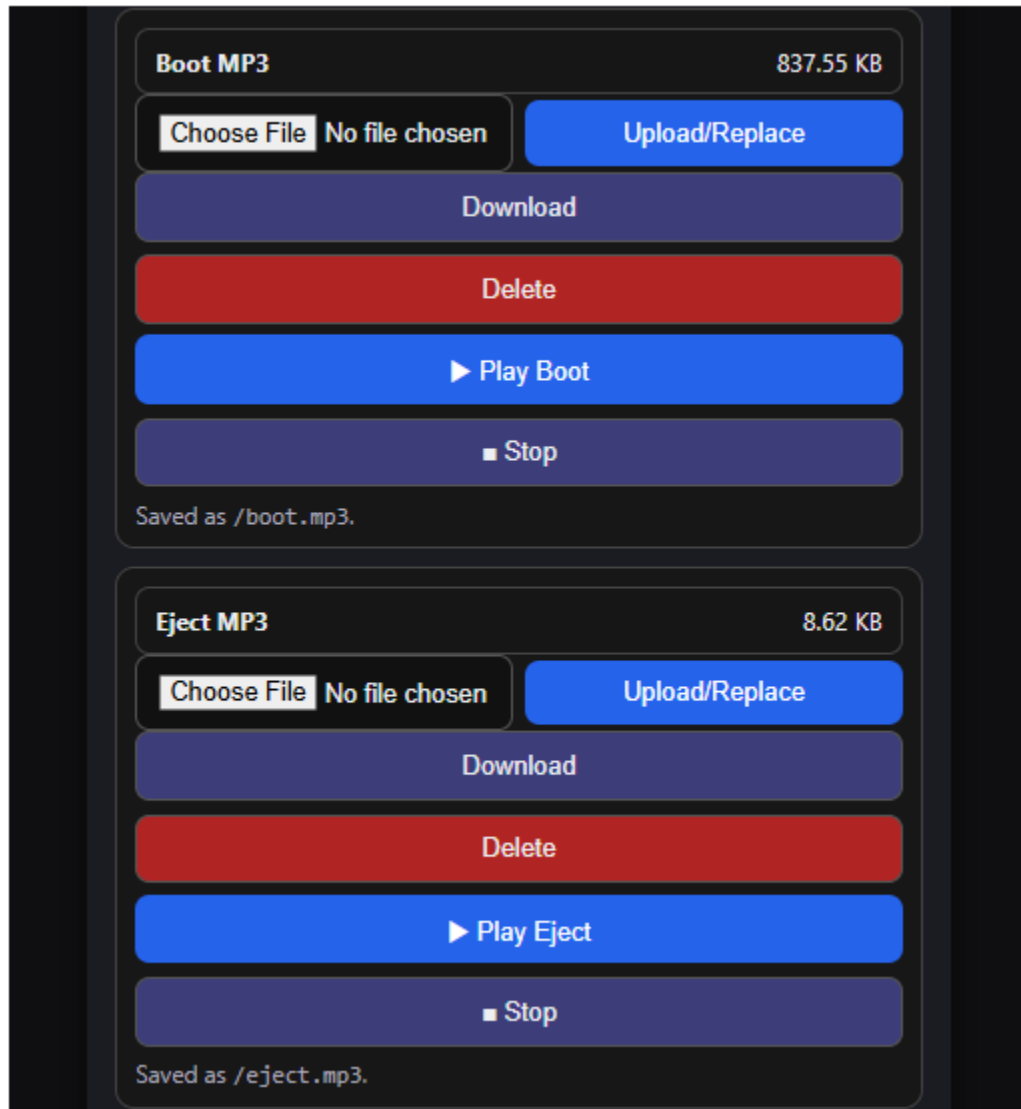 Boot MP3 837.55 KB
Choose File No file chosen Upload/Replace
Download
Delete
▶ Play Boot
■ Stop
Saved as /boot.mp3.
Eject MP3 8.62 KB
Choose File No file chosen Upload/Replace
Download
Delete
▶ Play Eject
■ Stop
Saved as /eject.mp3.